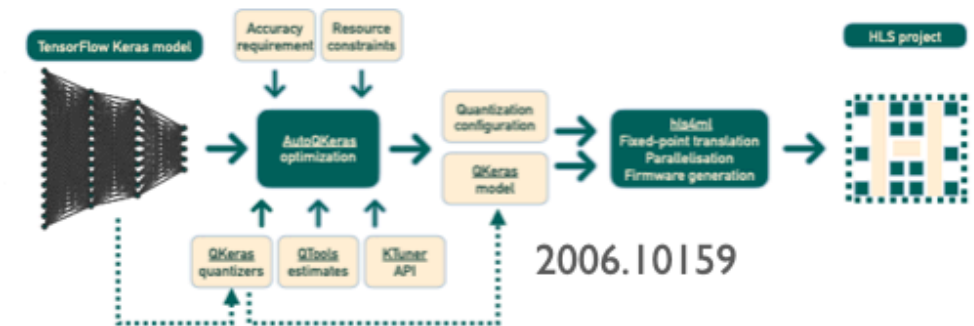 TensorFlow Keras model
Accuracy
requirement
Resource
constraints
HLS project
AutoQKeras
optimization
Quantization
configuration
QKeras
model
hls4ml
Fixed-point translation
Parallelisation
Firmware generation
QKeras
quantizers
QTools
estimates
KTuner
API
2006.10159